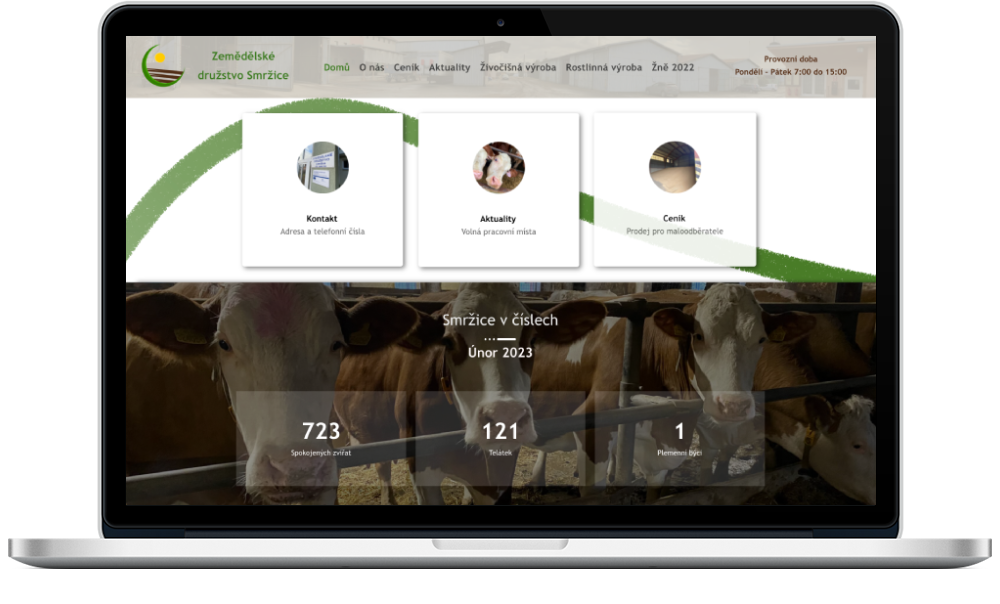 Zemědělské
družstvo Smržice
Domů O nás Ceník Aktuality Živočišná výroba Rostlinná výroba Žně 2022
Provozní doba
Pondělí - Pátek 7:00 do 15:00
Kontakt
Adresa a telefonní čísla
Aktuality
Volná pracovní místa
Ceník
Prodej pro maloodběratele
Smržice v číslech
Únor 2023
723
Spokojených zvířat
121
Telátek
1
Plemenní býci